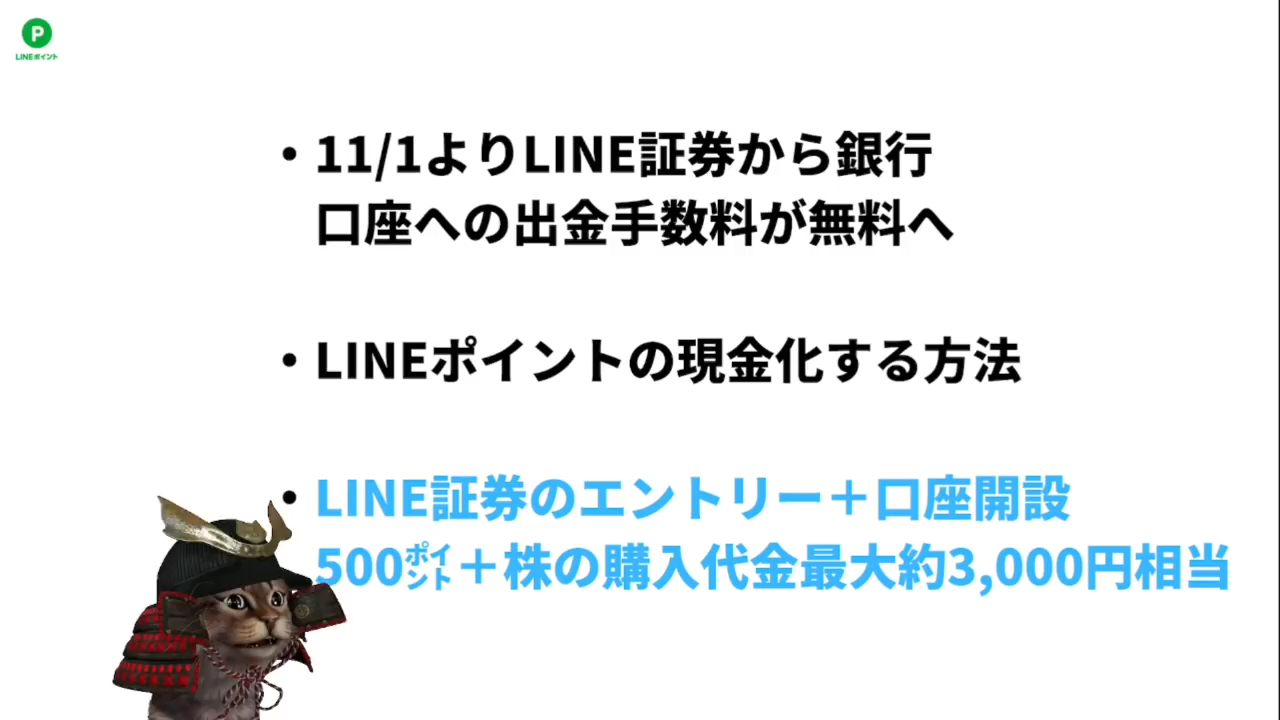 P
LINEポイント
・11/1よりLINE証券から銀行
口座への出金手数料が無料へ
・LINEポイントの現金化する方法
・LINE証券のエントリー＋口座開設
500㌽＋株の購入代金最大約3,000円相当